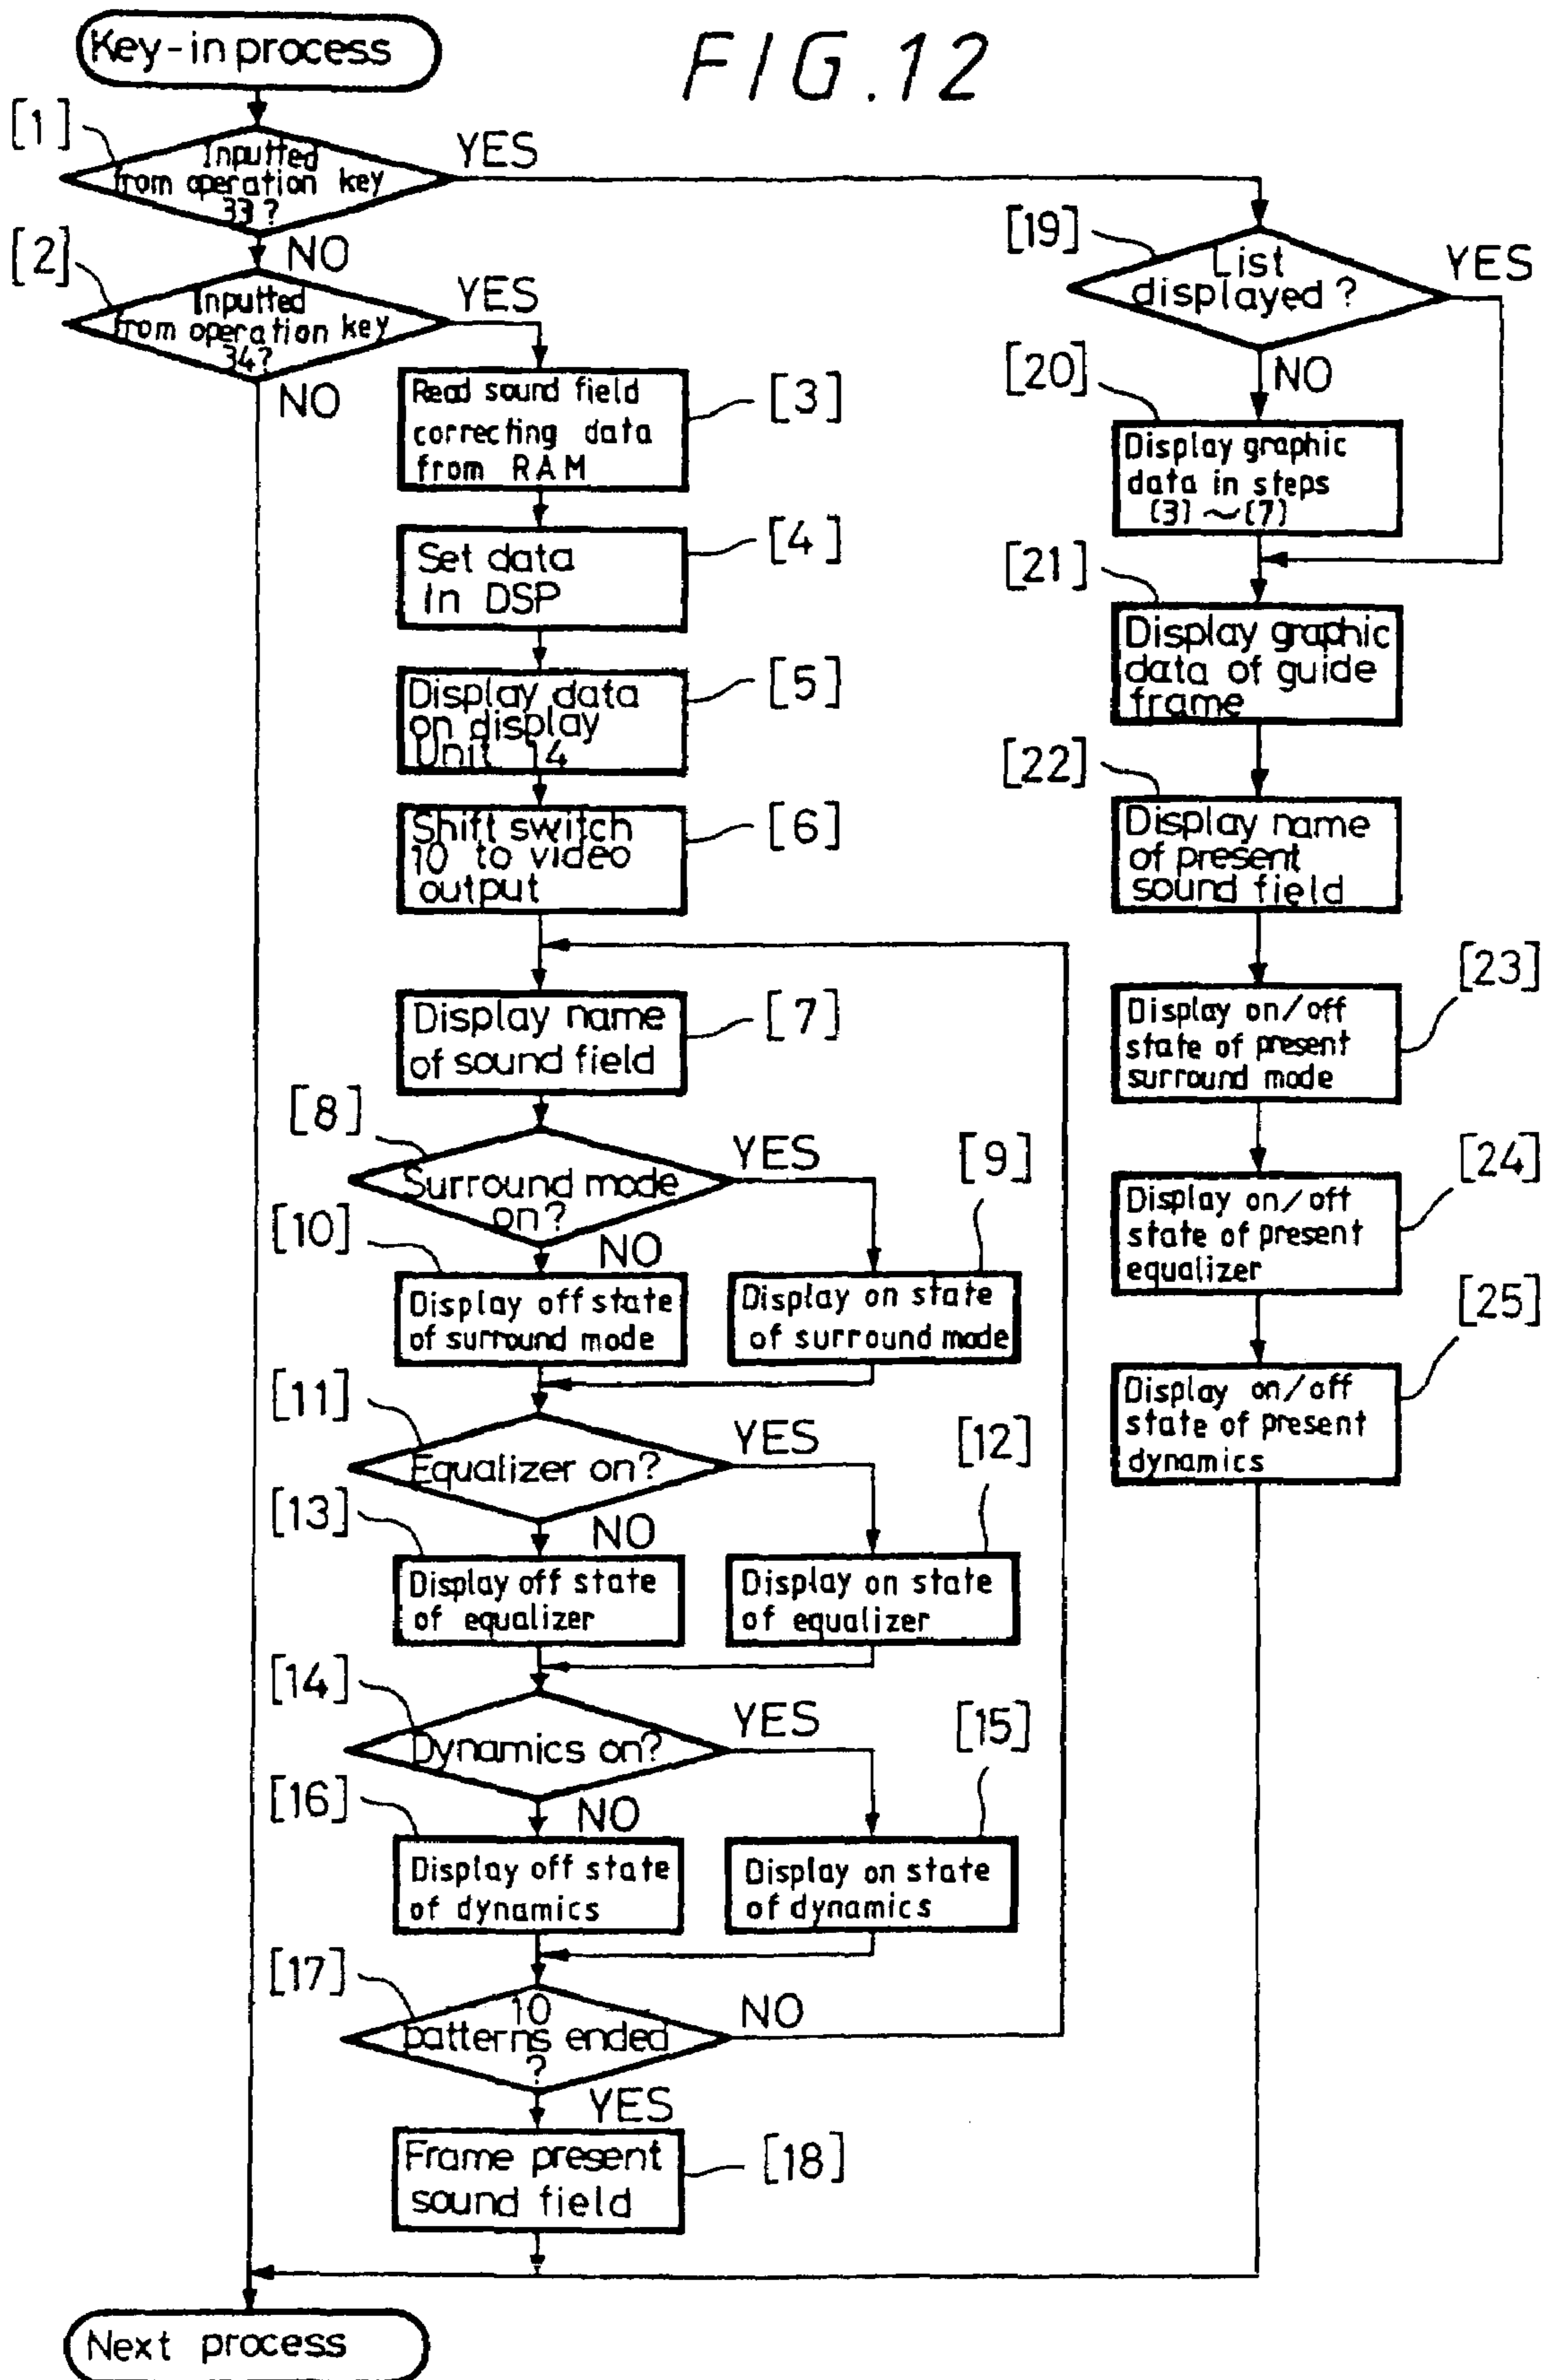 FIG.12
Key-in process
[1]
Inputted
from operation key
33?
YES
NO
[2]
Inputted
from operation key
34?
YES
NO
[3]
Read sound field
correcting data
from RAM
[4]
Set data
In DSP
[5]
Display data
on display
Unit 14
[6]
Shift switch
10 to video
output
[7]
Display name
of sound field
[8]
Surround mode
on?
YES
NO
[9]
Display on state
of surround mode
[10]
Display off state
of surround mode
[11]
Equalizer on?
YES
NO
[12]
Display on state
of equalizer
[13]
Display off state
of equalizer
[14]
Dynamics on?
YES
NO
[15]
Display on state
of dynamics
[16]
Display off state
of dynamics
[17]
10
patterns ended
?
NO
YES
[18]
Frame present
sound field
[19]
List
displayed?
YES
NO
[20]
Display graphic
data in steps
(3)~(7)
[21]
Display graphic
data of guide
frame
[22]
Display name
of present
sound field
[23]
Display on/off
state of present
surround mode
[24]
Display on/off
state of present
equalizer
[25]
Display on/off
state of present
dynamics
Next process